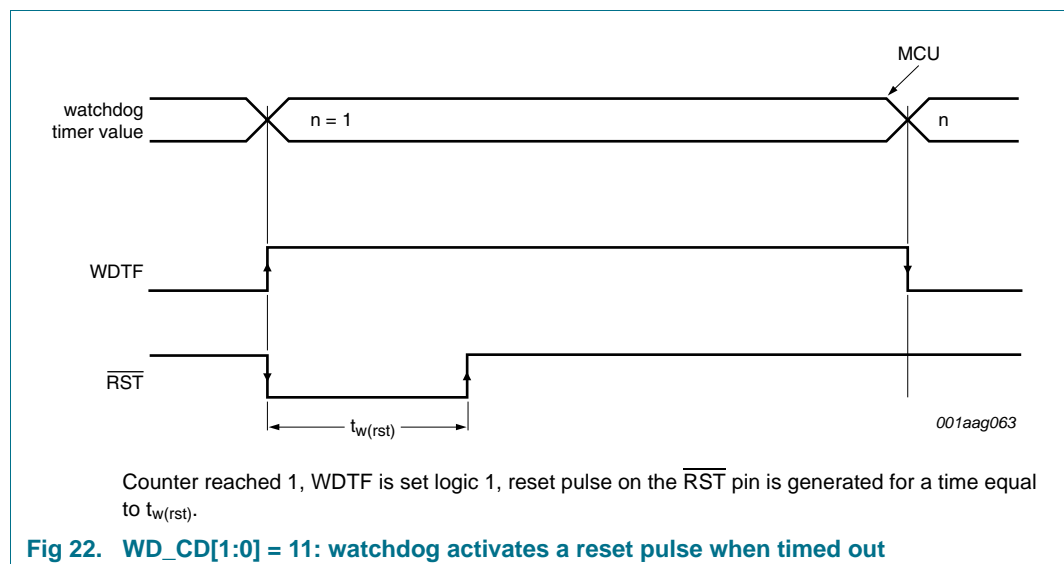 MCU
watchdog
timer value
n = 1
n
WDTF
RST
tw(rst)
001aag063
Counter reached 1, WDTF is set logic 1, reset pulse on the RST pin is generated for a time equal
to tw(rst).
Fig 22. WD_CD[1:0] = 11: watchdog activates a reset pulse when timed out